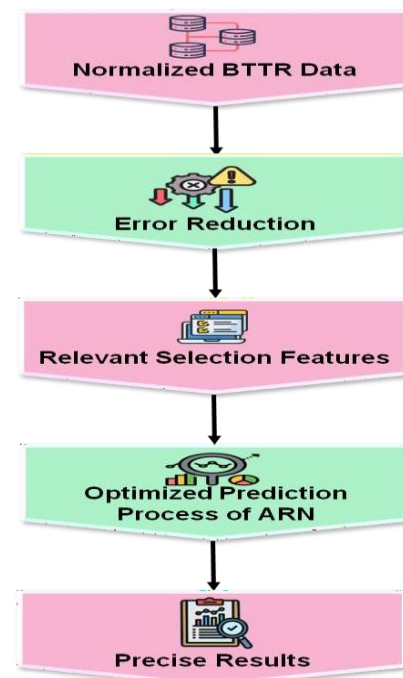 Normalized BTTR Data
Error Reduction
Relevant Selection Features
Optimized Prediction
Process of ARN
Precise Results